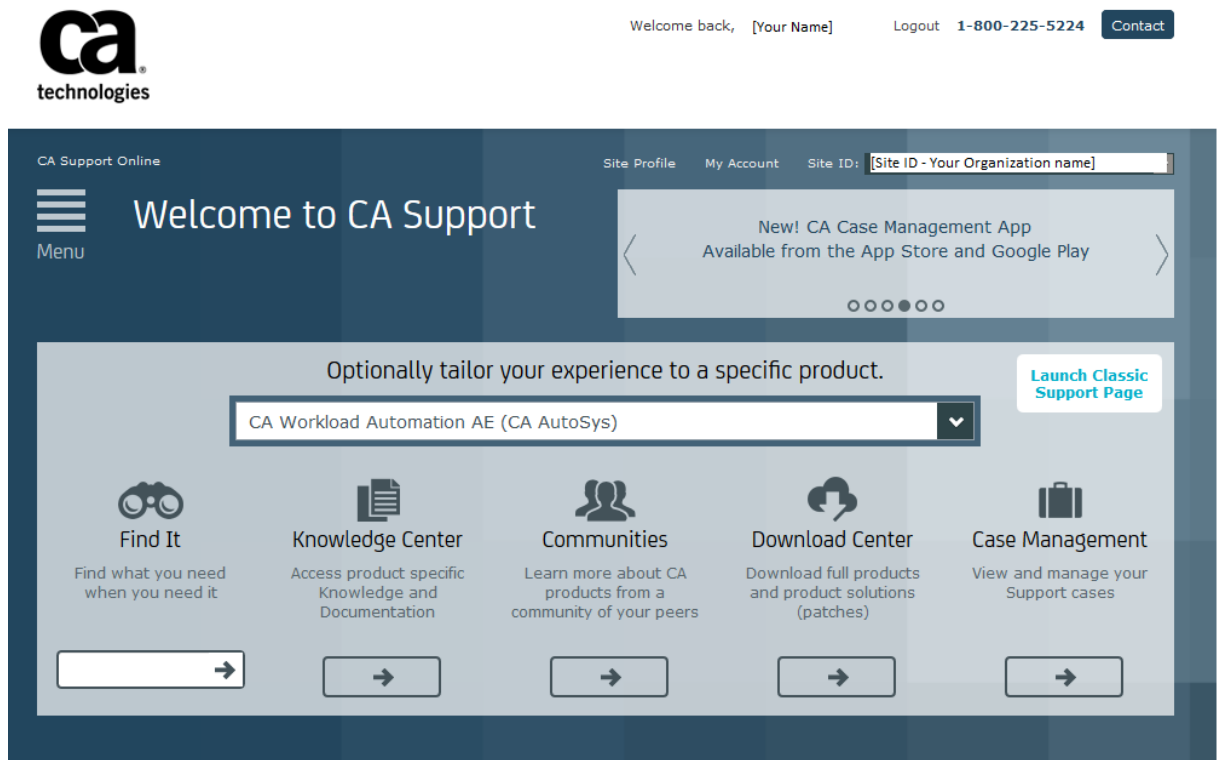 ca
technologies
Welcome back, [Your Name] Logout 1-800-225-5224 Contact
CA Support Online
Site Profile My Account Site ID: [Site ID - Your Organization name]
Menu
Welcome to CA Support
New! CA Case Management App
Available from the App Store and Google Play
Optionally tailor your experience to a specific product.
Launch Classic
Support Page
CA Workload Automation AE (CA AutoSys)
Find It
Find what you need
when you need it
Knowledge Center
Access product specific
Knowledge and
Documentation
Communities
Learn more about CA
products from a
community of your peers
Download Center
Download full products
and product solutions
(patches)
Case Management
View and manage your
Support cases